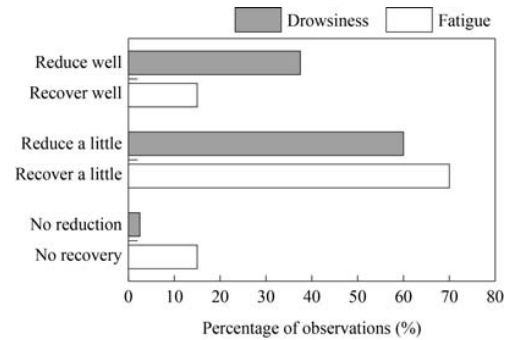 Drowsiness Fatigue
Reduce well
Recover well
Reduce a little
Recover a little
No reduction
No recovery
0 10 20 30 40 50 60 70 80
Percentage of observations (%)